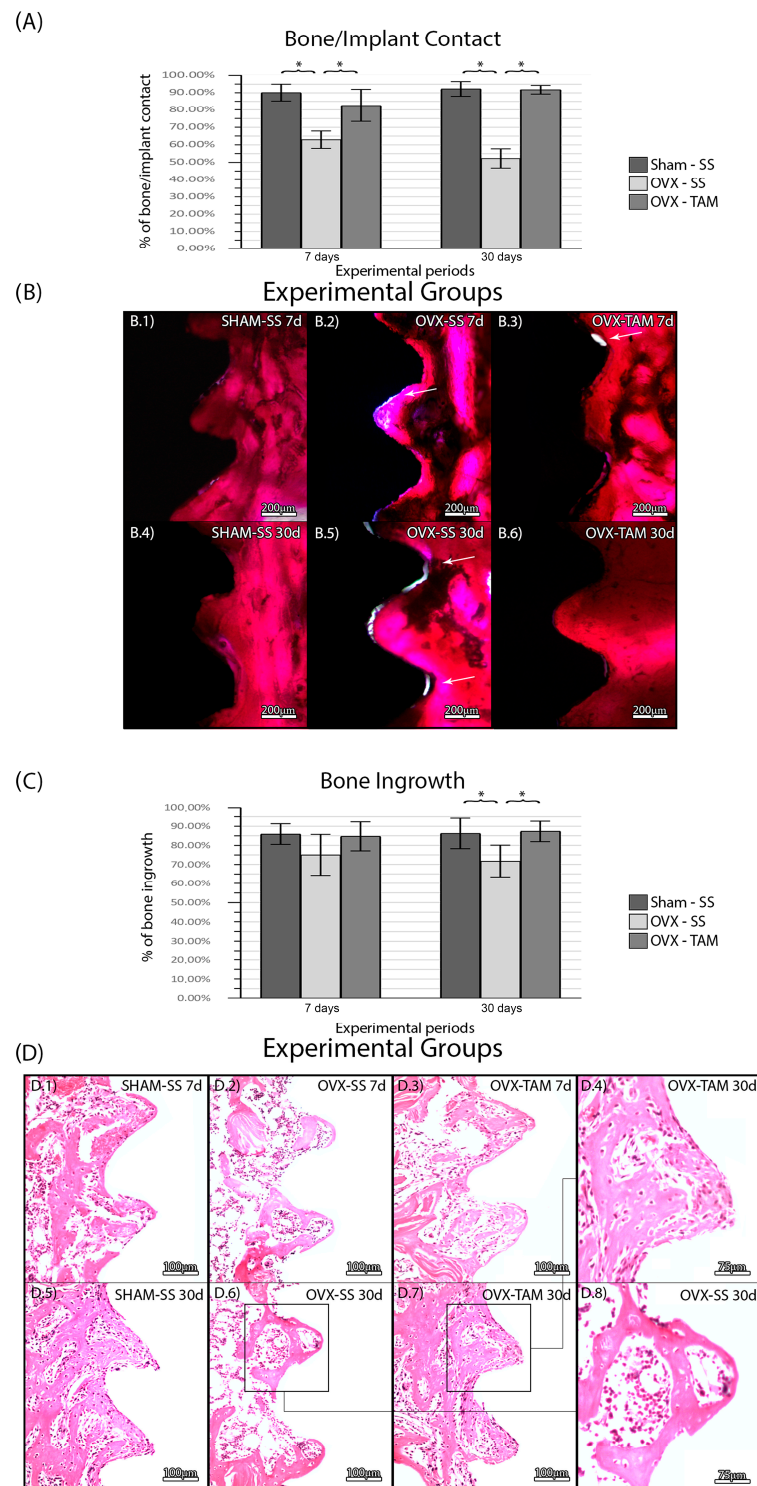 (A)
Bone/Implant Contact
* * * *
100.00%
90.00%
80.00%
70.00%
60.00%
50.00%
40.00%
30.00%
20.00%
10.00%
0.00%
% of bone/implant contact
7 days 30 days
Experimental periods
Sham - SS
OVX - SS
OVX - TAM
(B)
Experimental Groups
B.1) SHAM-SS 7d B.2) OVX-SS 7d B.3) OVX-TAM 7d
200μm 200μm 200μm
B.4) SHAM-SS 30d B.5) OVX-SS 30d B.6) OVX-TAM 30d
200μm 200μm 200μm
(C)
Bone Ingrowth
* *
100,00%
90.00%
80.00%
70.00%
60.00%
50.00%
40.00%
30.00%
20.00%
10,00%
0.00%
% of bone ingrowth
7 days 30 days
Experimental periods
Sham - SS
OVX - SS
OVX - TAM
(D)
Experimental Groups
D.1) SHAM-SS 7d D.2) OVX-SS 7d D.3) OVX-TAM 7d D.4) OVX-TAM 30d
100μm 100μm 100μm 75μm
D.5) SHAM-SS 30d D.6) OVX-SS 30d D.7) OVX-TAM 30d D.8) OVX-SS 30d
100μm 100μm 100μm 75μm